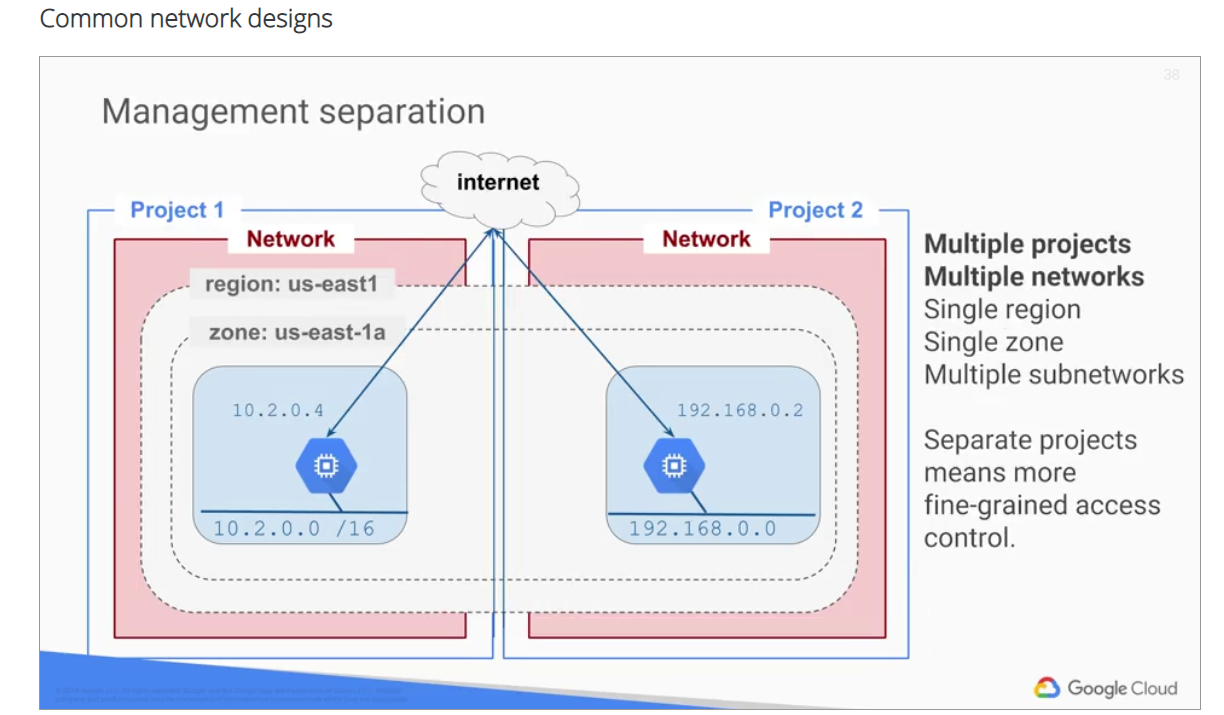 Common network designs
38
Management separation
internet
Project 1
Project 2
Network
Network
region: us-east1
zone: us-east-1a
10.2.0.4
192.168.0.2
10.2.0.0 /16
192.168.0.0
Multiple projects
Multiple networks
Single region
Single zone
Multiple subnetworks
Separate projects
means more
fine-grained access
control.
Google Cloud